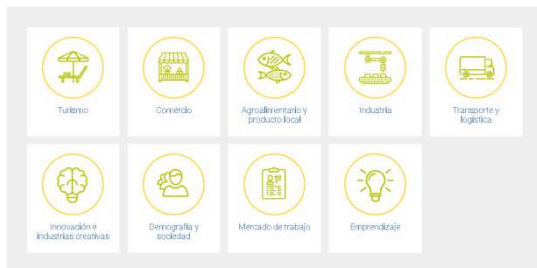 Turismo
Comercio
Agroalimentario y
producto local
Industria
Transporte y
logística
Innovación e
industrias creativas
Demografía y
sociedad
Mercado de trabajo
Emprendizaje